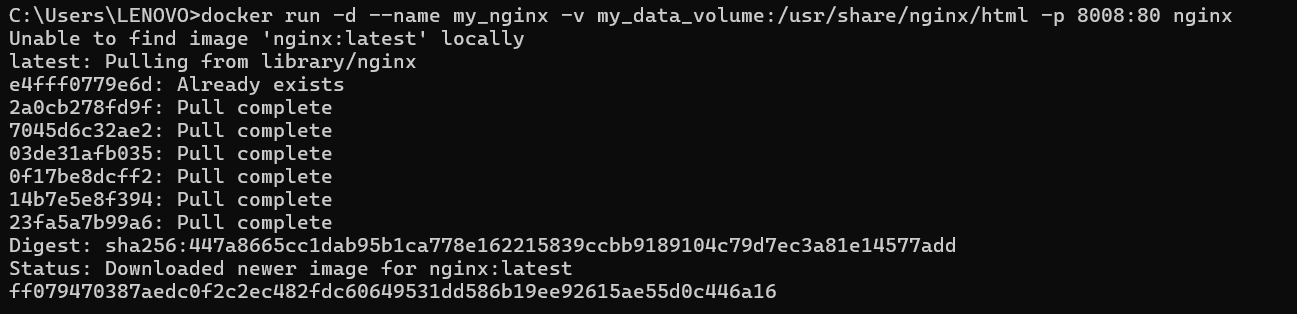 C:\Users\LENOVO>docker run -d --name my_nginx -v my_data_volume:/usr/share/nginx/html -p 8008:80 nginx
Unable to find image 'nginx:latest' locally
latest: Pulling from library/nginx
e4fff0779e6d: Already exists
2a0cb278fd9f: Pull complete
7045d6c32ae2: Pull complete
03de31afb035: Pull complete
0f17be8dcff2: Pull complete
14b7e5e8f394: Pull complete
23fa5a7b99a6: Pull complete
Digest: sha256:447a8665cc1dab95b1ca778e162215839ccbb9189104c79d7ec3a81e14577add
Status: Downloaded newer image for nginx:latest
ff079470387aedc0f2c2ec482fdc60649531dd586b19ee92615ae55d0c446a16